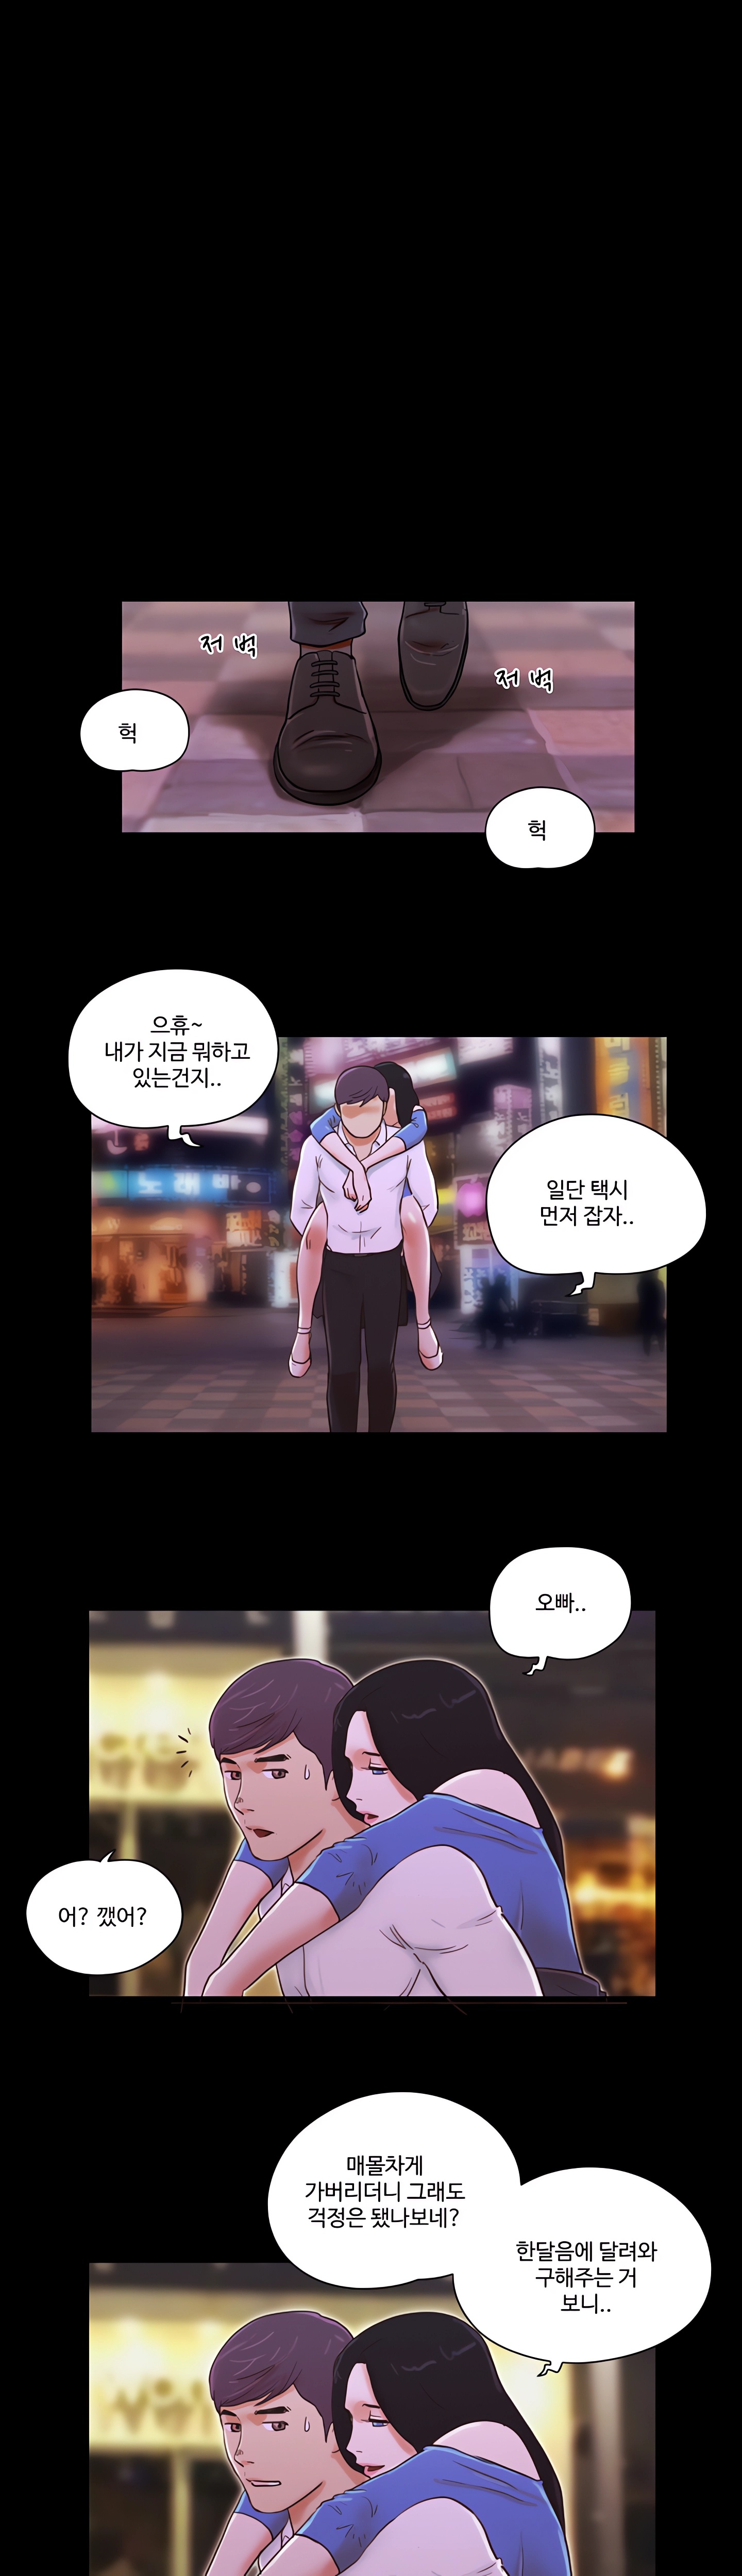 저 벅
저 벅
헉
헉
으휴~
내가 지금 뭐하고
있는건지..
노래바
일단 택시
먼저 잡자..
오빠..
어? 깼어?
매몰차게
가버리더니 그래도
걱정은 됐나보네?
한달음에 달려와
구해주는 거
보니..